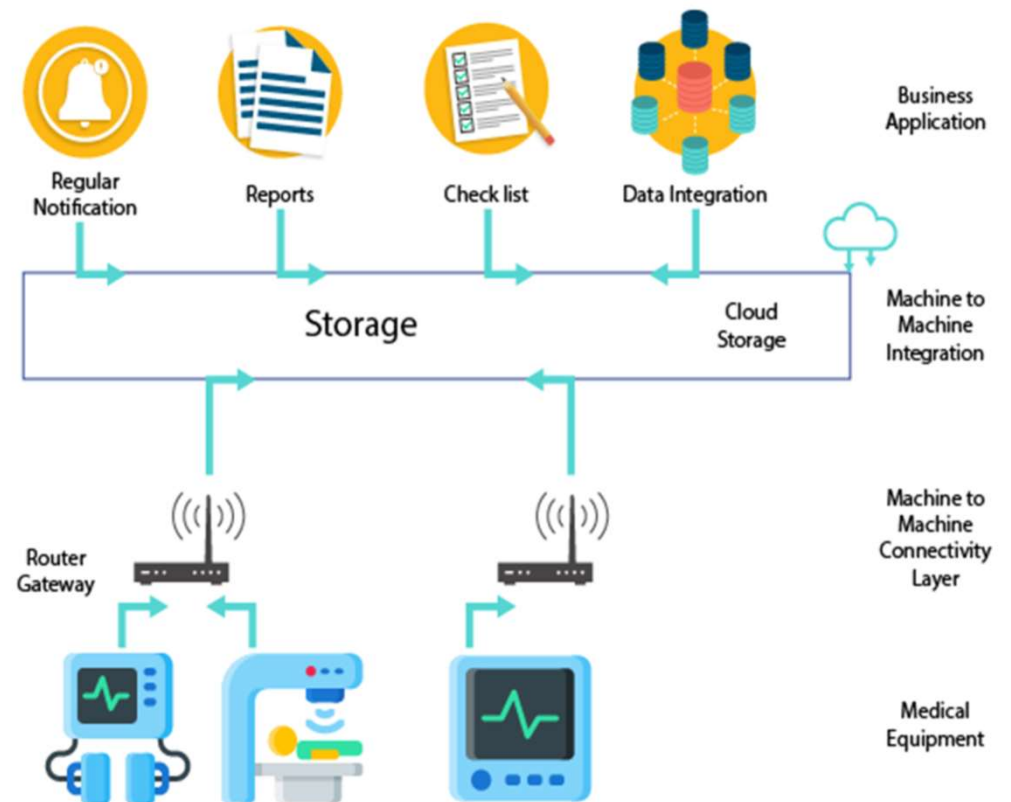 Business
Application
Regular
Notification
Reports
Check list
Data Integration
Storage
Cloud
Storage
Machine to
Machine
Integration
Router
Gateway
Machine to
Machine
Connectivity
Layer
Medical
Equipment